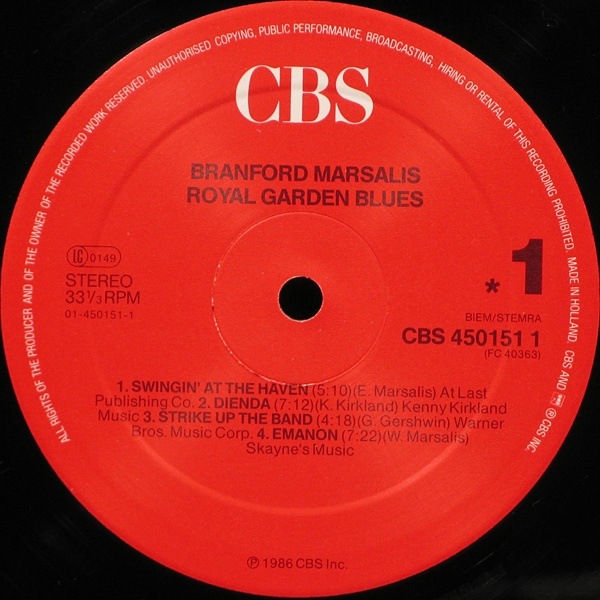 ALL RIGHTS OF THE PRODUCER AND OF THE OWNER OF THE RECORDED WORK RESERVED. UNAUTHORISED COPYING, PUBLIC PERFORMANCE, BROADCASTING, HIRING OR RENTAL OF THIS RECORDING PROHIBITED. MADE IN HOLLAND. CBS AND ® CBS INC.
CBS
BRANFORD MARSALIS
ROYAL GARDEN BLUES
LC 0149
STEREO
33 1/3 RPM
01-450151-1
* 1
BIEM/STEMRA
CBS 450151 1
(FC 40363)
1. SWINGIN' AT THE HAVEN (5:10)(E. Marsalis) At Last
Publishing Co. 2. DIENDA (7:12)(K. Kirkland) Kenny Kirkland
Music 3. STRIKE UP THE BAND (4:18)(G. Gershwin) Warner
Bros. Music Corp. 4. EMANON (7:22)(W. Marsalis)
Skayne's Music
℗ 1986 CBS Inc.